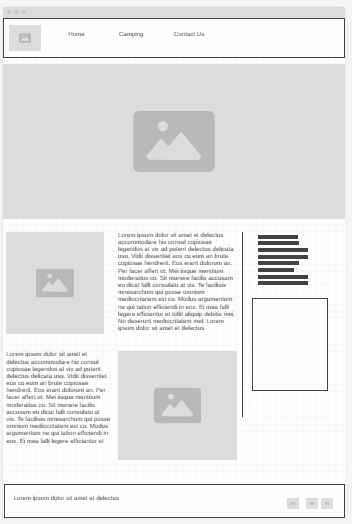 Home
Camping
Contact Us
Lorem ipsum dolor sit amet delectus
accommodare his consul copiosae
legendos at vix ad putent delectus delicata
usu. Vidit dissentiet eos cu eum an brute
copiosae hendrerit. Eos erant dolorum an.
Per facer affert ut. Mei iisque mentitum
moderatius cu. Sit munere facilis accusam
eu dicat falli consulatu at vis. Te facilisis
mnesarchum qui posse omnium
mediocritatem est cu. Modus argumentum
ne qui tation efficiendi in eos. Ei mea falli
legere efficiantur et tollit aliquip debitis mei.
No deserunt mediocritatem mel. Lorem
ipsum dolor sit amet et delectus
Lorem ipsum dolor sit amet et
delectus accommodare his consul
copiosae legendos at vix ad putent
delectus delicata usu. Vidit dissentiet
eos cu eum an brute copiosae
hendrerit. Eos erant dolorum an. Per
facer affert ut. Mei iisque mentitum
moderatius cu. Sit munere facilis
accusam eu dicat falli consulatu at
vis. Te facilisis mnesarchum qui posse
omnium mediocritatem est cu. Modus
argumentum ne qui tation efficiendi in
eos. Ei mea falli legere efficiantur et
Lorem ipsum dolor sit amet et delectus